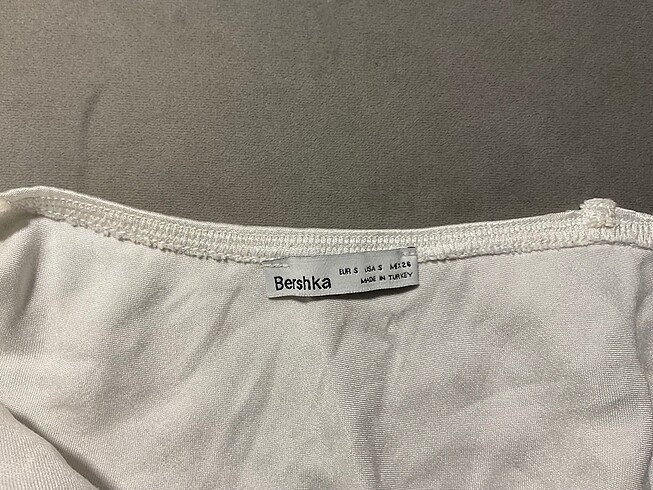 Bershka
EUR S USA S MEX 26
MADE IN TURKEY